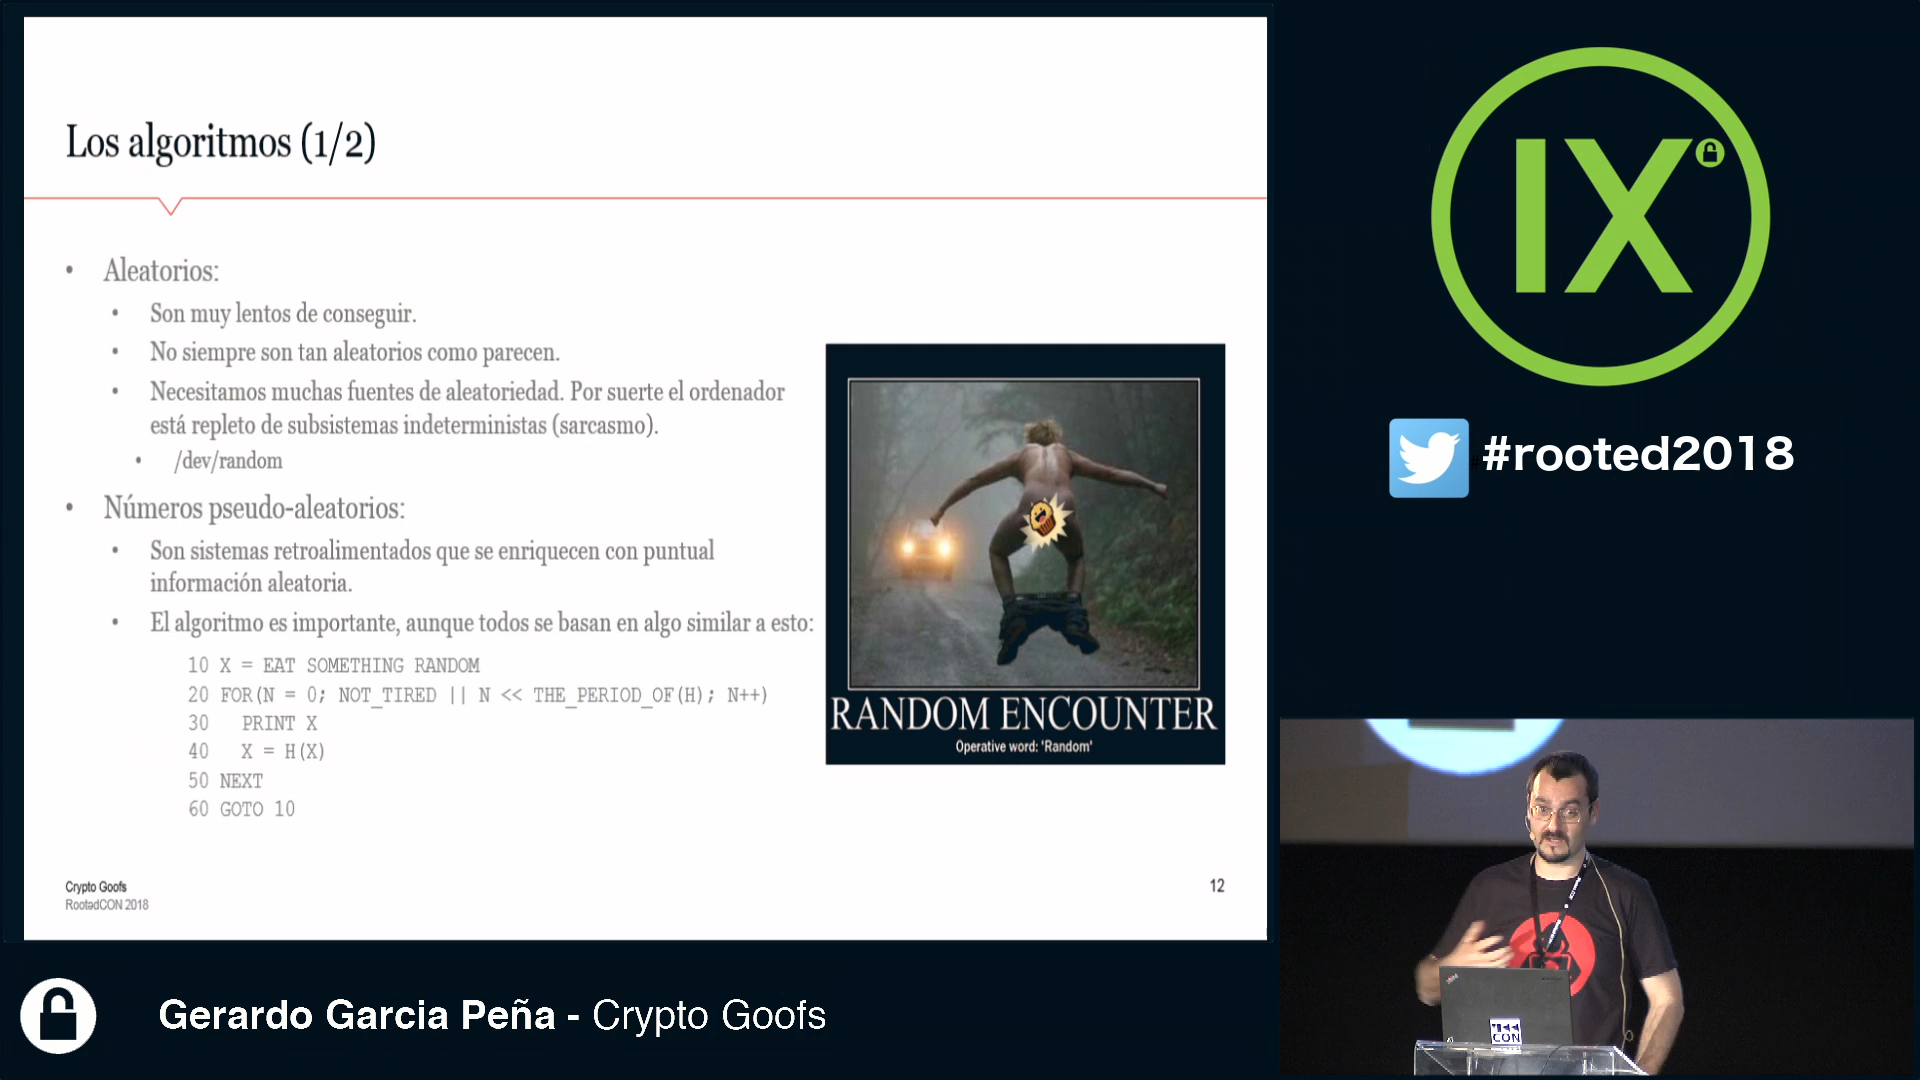 Los algoritmos (1/2)
• Aleatorios:
• Son muy lentos de conseguir.
• No siempre son tan aleatorios como parecen.
• Necesitamos muchas fuentes de aleatoriedad. Por suerte el ordenador
está repleto de subsistemas indeterministas (sarcasmo).
• /dev/random
• Números pseudo-aleatorios:
• Son sistemas retroalimentados que se enriquecen con puntual
información aleatoria.
• El algoritmo es importante, aunque todos se basan en algo similar a esto:
10 X = EAT SOMETHING RANDOM
20 FOR(N = 0; NOT_TIRED || N << THE_PERIOD_OF(H); N++)
30 PRINT X
40 X = H(X)
50 NEXT
60 GOTO 10
RANDOM ENCOUNTER
Operative word: 'Random'
Crypto Goofs
RootedCON 2018
12
IX
#rooted2018
CON
Gerardo Garcia Peña - Crypto Goofs